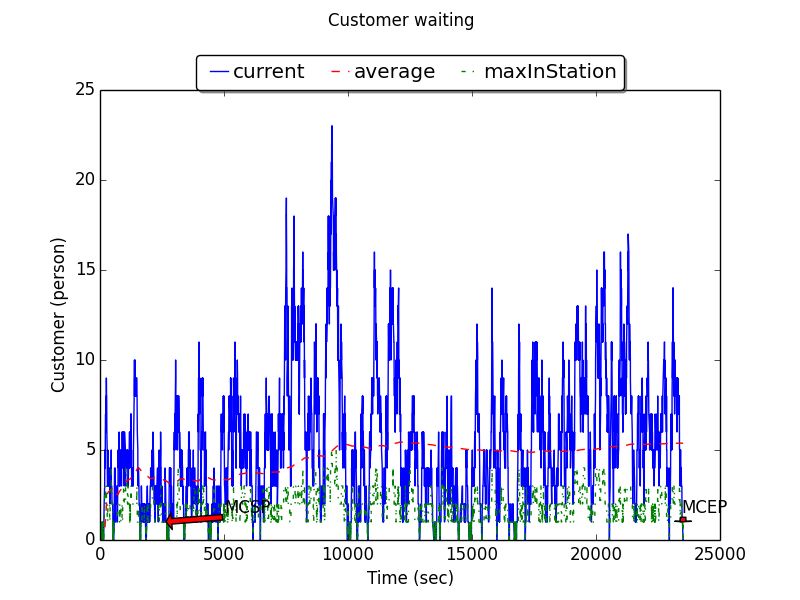 Customer waiting
current average maxInStation
25
20
15
10
5
0
Customer (person)
MCSP
MCEP
0 5000 10000 15000 20000 25000
Time (sec)